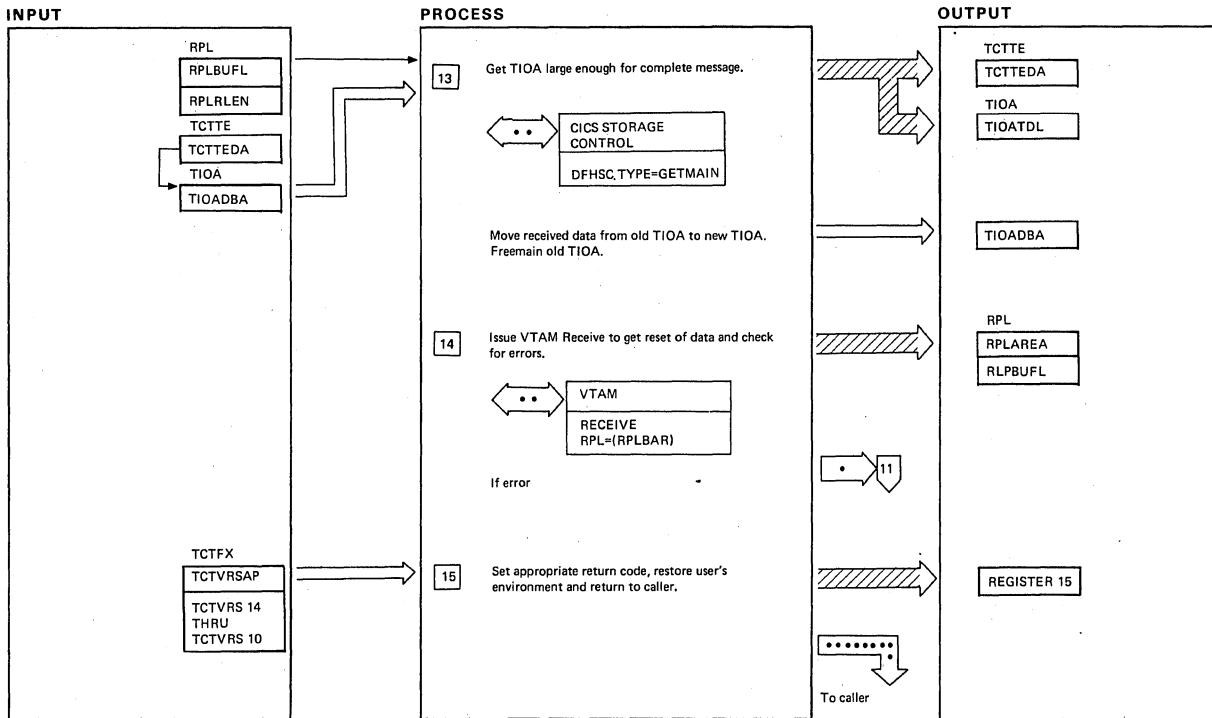 INPUT
PROCESS
OUTPUT
RPL
RPLBUFL
RPLRLEN
TCTTE
TCTTEDA
TIOA
TIOADBA
13
Get TIOA large enough for complete message.
CICS STORAGE
CONTROL
DFHSC, TYPE=GETMAIN
Move received data from old TIOA to new TIOA.
Freemain old TIOA.
TCTTE
TCTTEDA
TIOA
TIOATDL
TIOADBA
14
Issue VTAM Receive to get reset of data and check
for errors.
VTAM
RECEIVE
RPL=(RPLBAR)
If error
11
RPL
RPLAREA
RLPBUFL
TCTFX
TCTVRSAP
TCTVRS 14
THRU
TCTVRS 10
15
Set appropriate return code, restore user's
environment and return to caller.
REGISTER 15
To caller